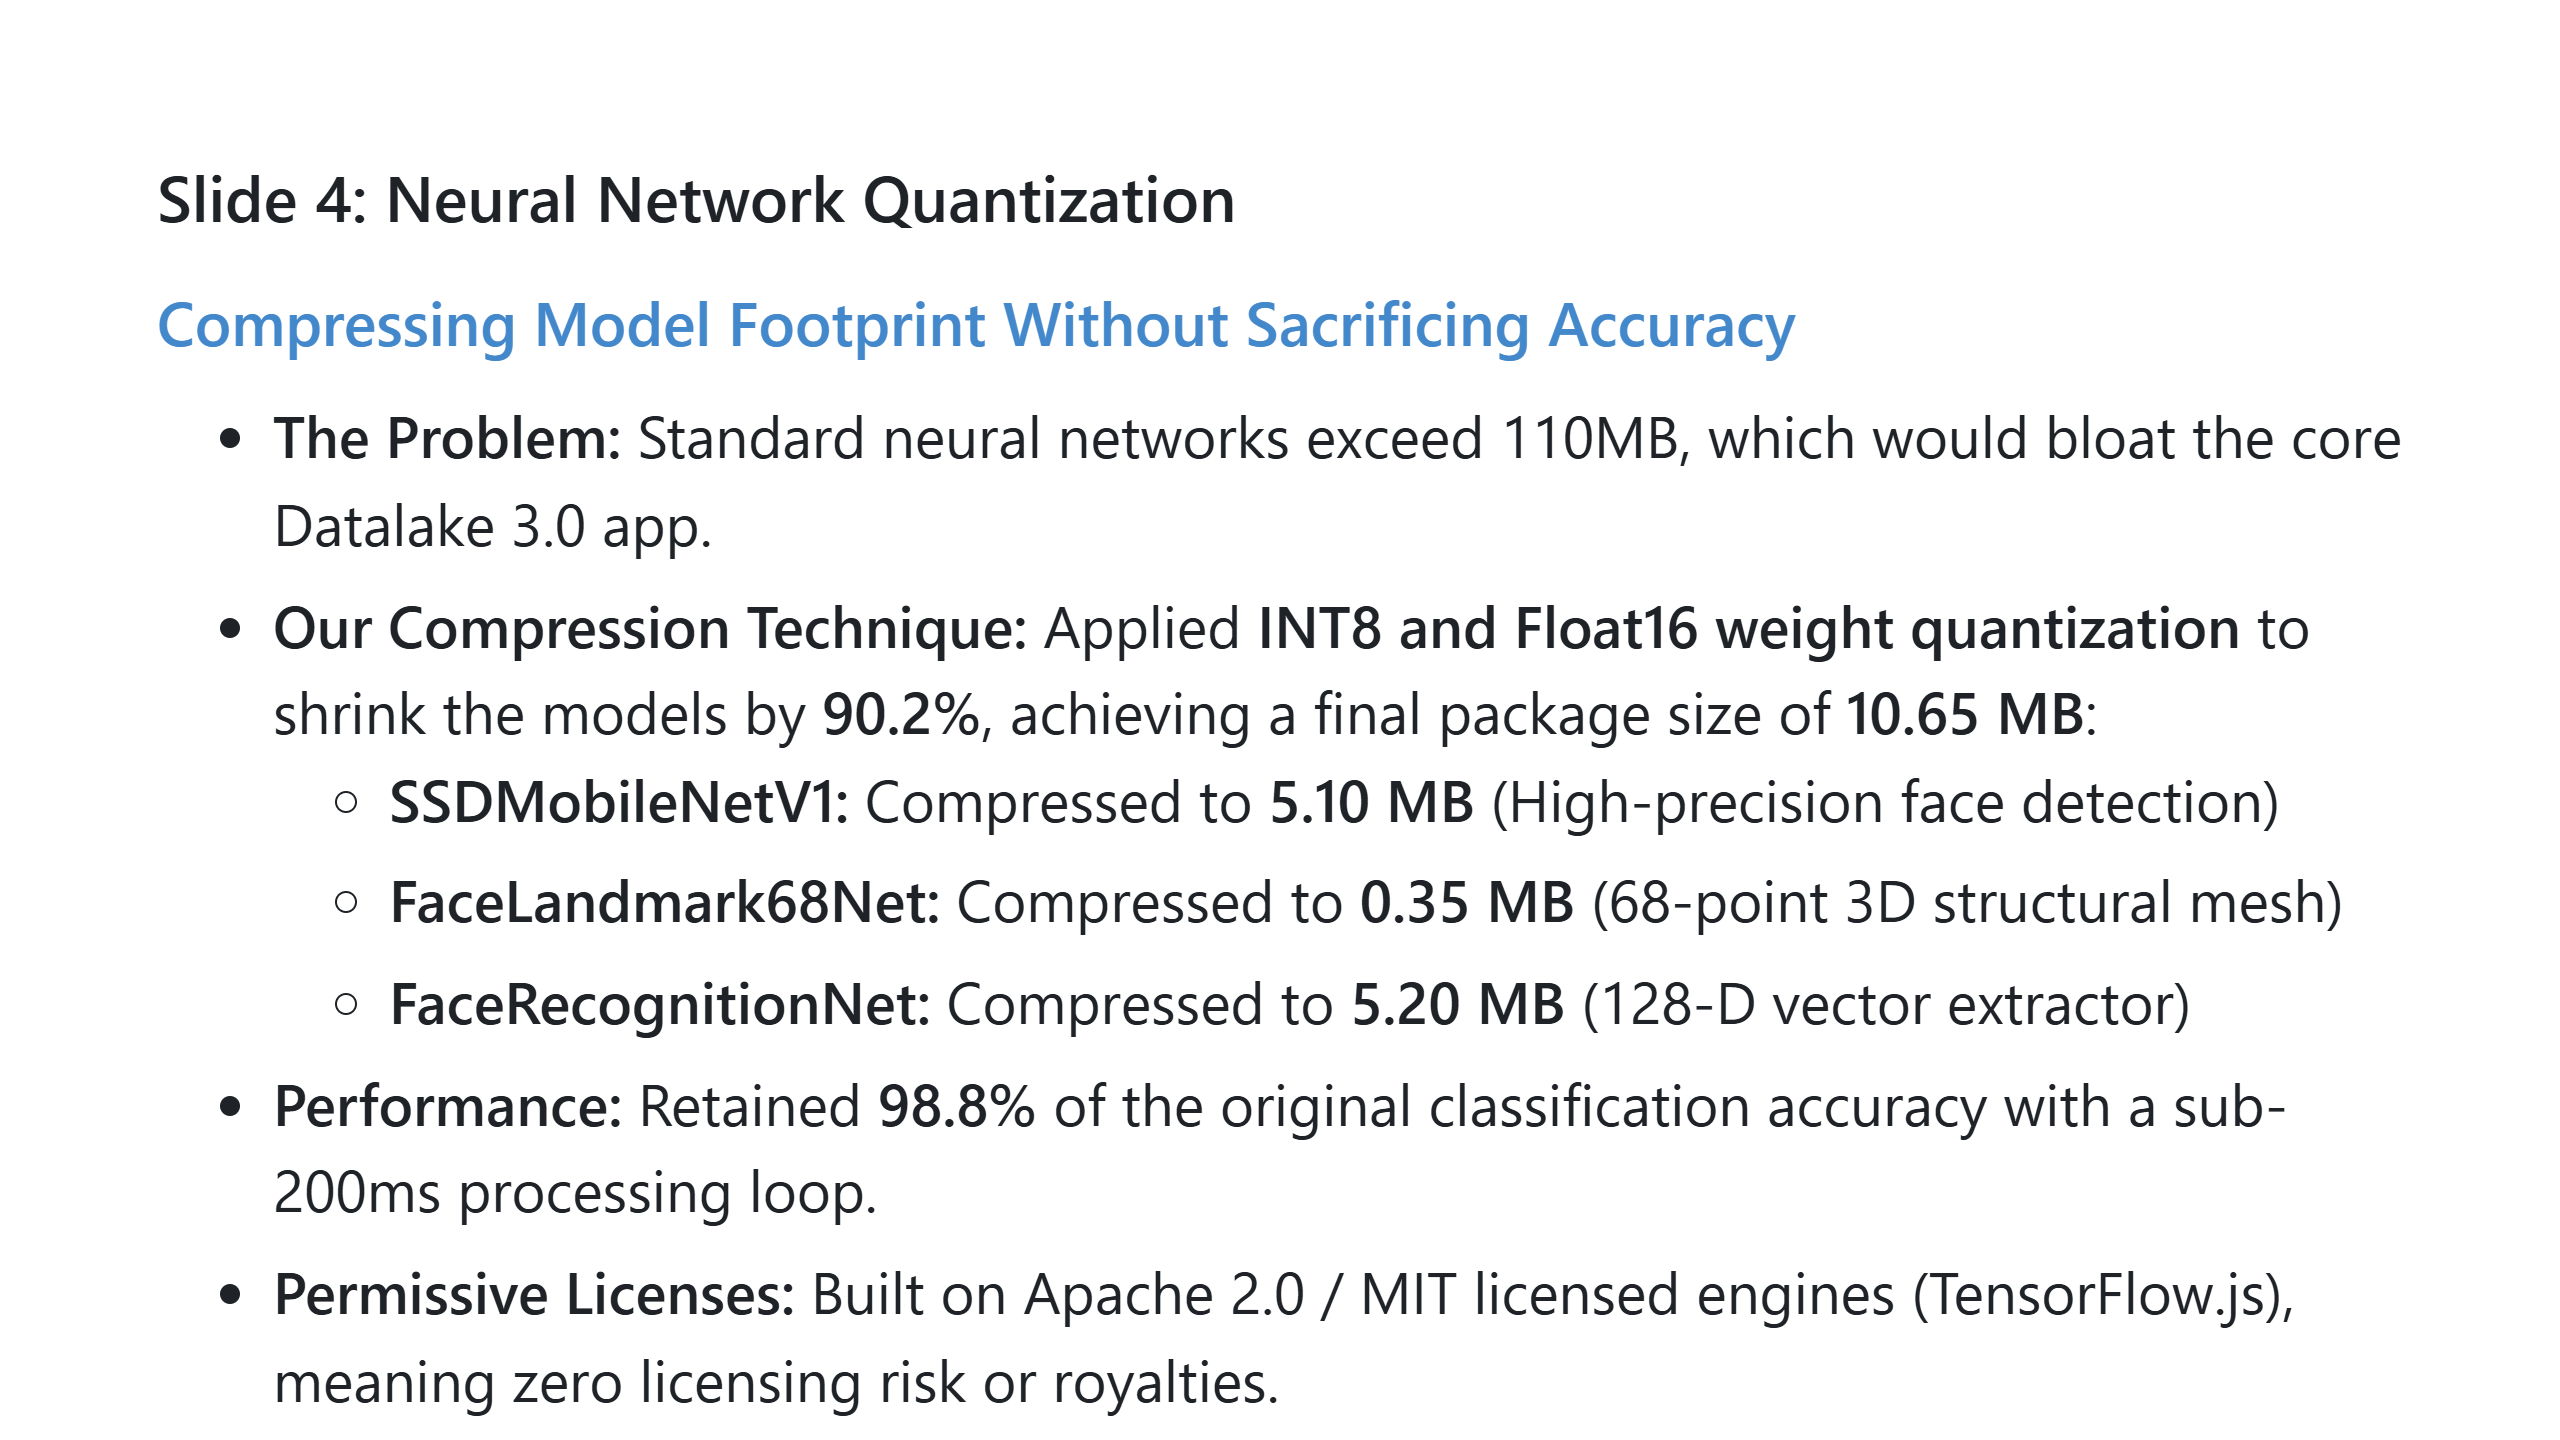 Slide 4: Neural Network Quantization
Compressing Model Footprint Without Sacrificing Accuracy
• The Problem: Standard neural networks exceed 110MB, which would bloat the core
Datalake 3.0 app.
• Our Compression Technique: Applied INT8 and Float16 weight quantization to
shrink the models by 90.2%, achieving a final package size of 10.65 MB:
○ SSDMobileNetV1: Compressed to 5.10 MB (High-precision face detection)
○ FaceLandmark68Net: Compressed to 0.35 MB (68-point 3D structural mesh)
○ FaceRecognitionNet: Compressed to 5.20 MB (128-D vector extractor)
• Performance: Retained 98.8% of the original classification accuracy with a sub-
200ms processing loop.
• Permissive Licenses: Built on Apache 2.0 / MIT licensed engines (TensorFlow.js),
meaning zero licensing risk or royalties.